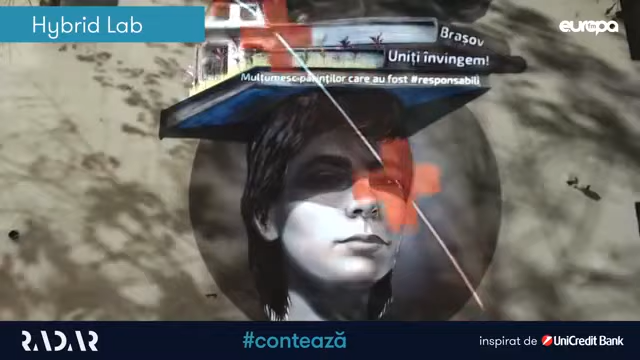 Hybrid Lab
europa
Brașov
Uniți învingem!
Mulțumesc părinților care au fost #responsabili
RADAR
#contează
inspirat de UniCredit Bank